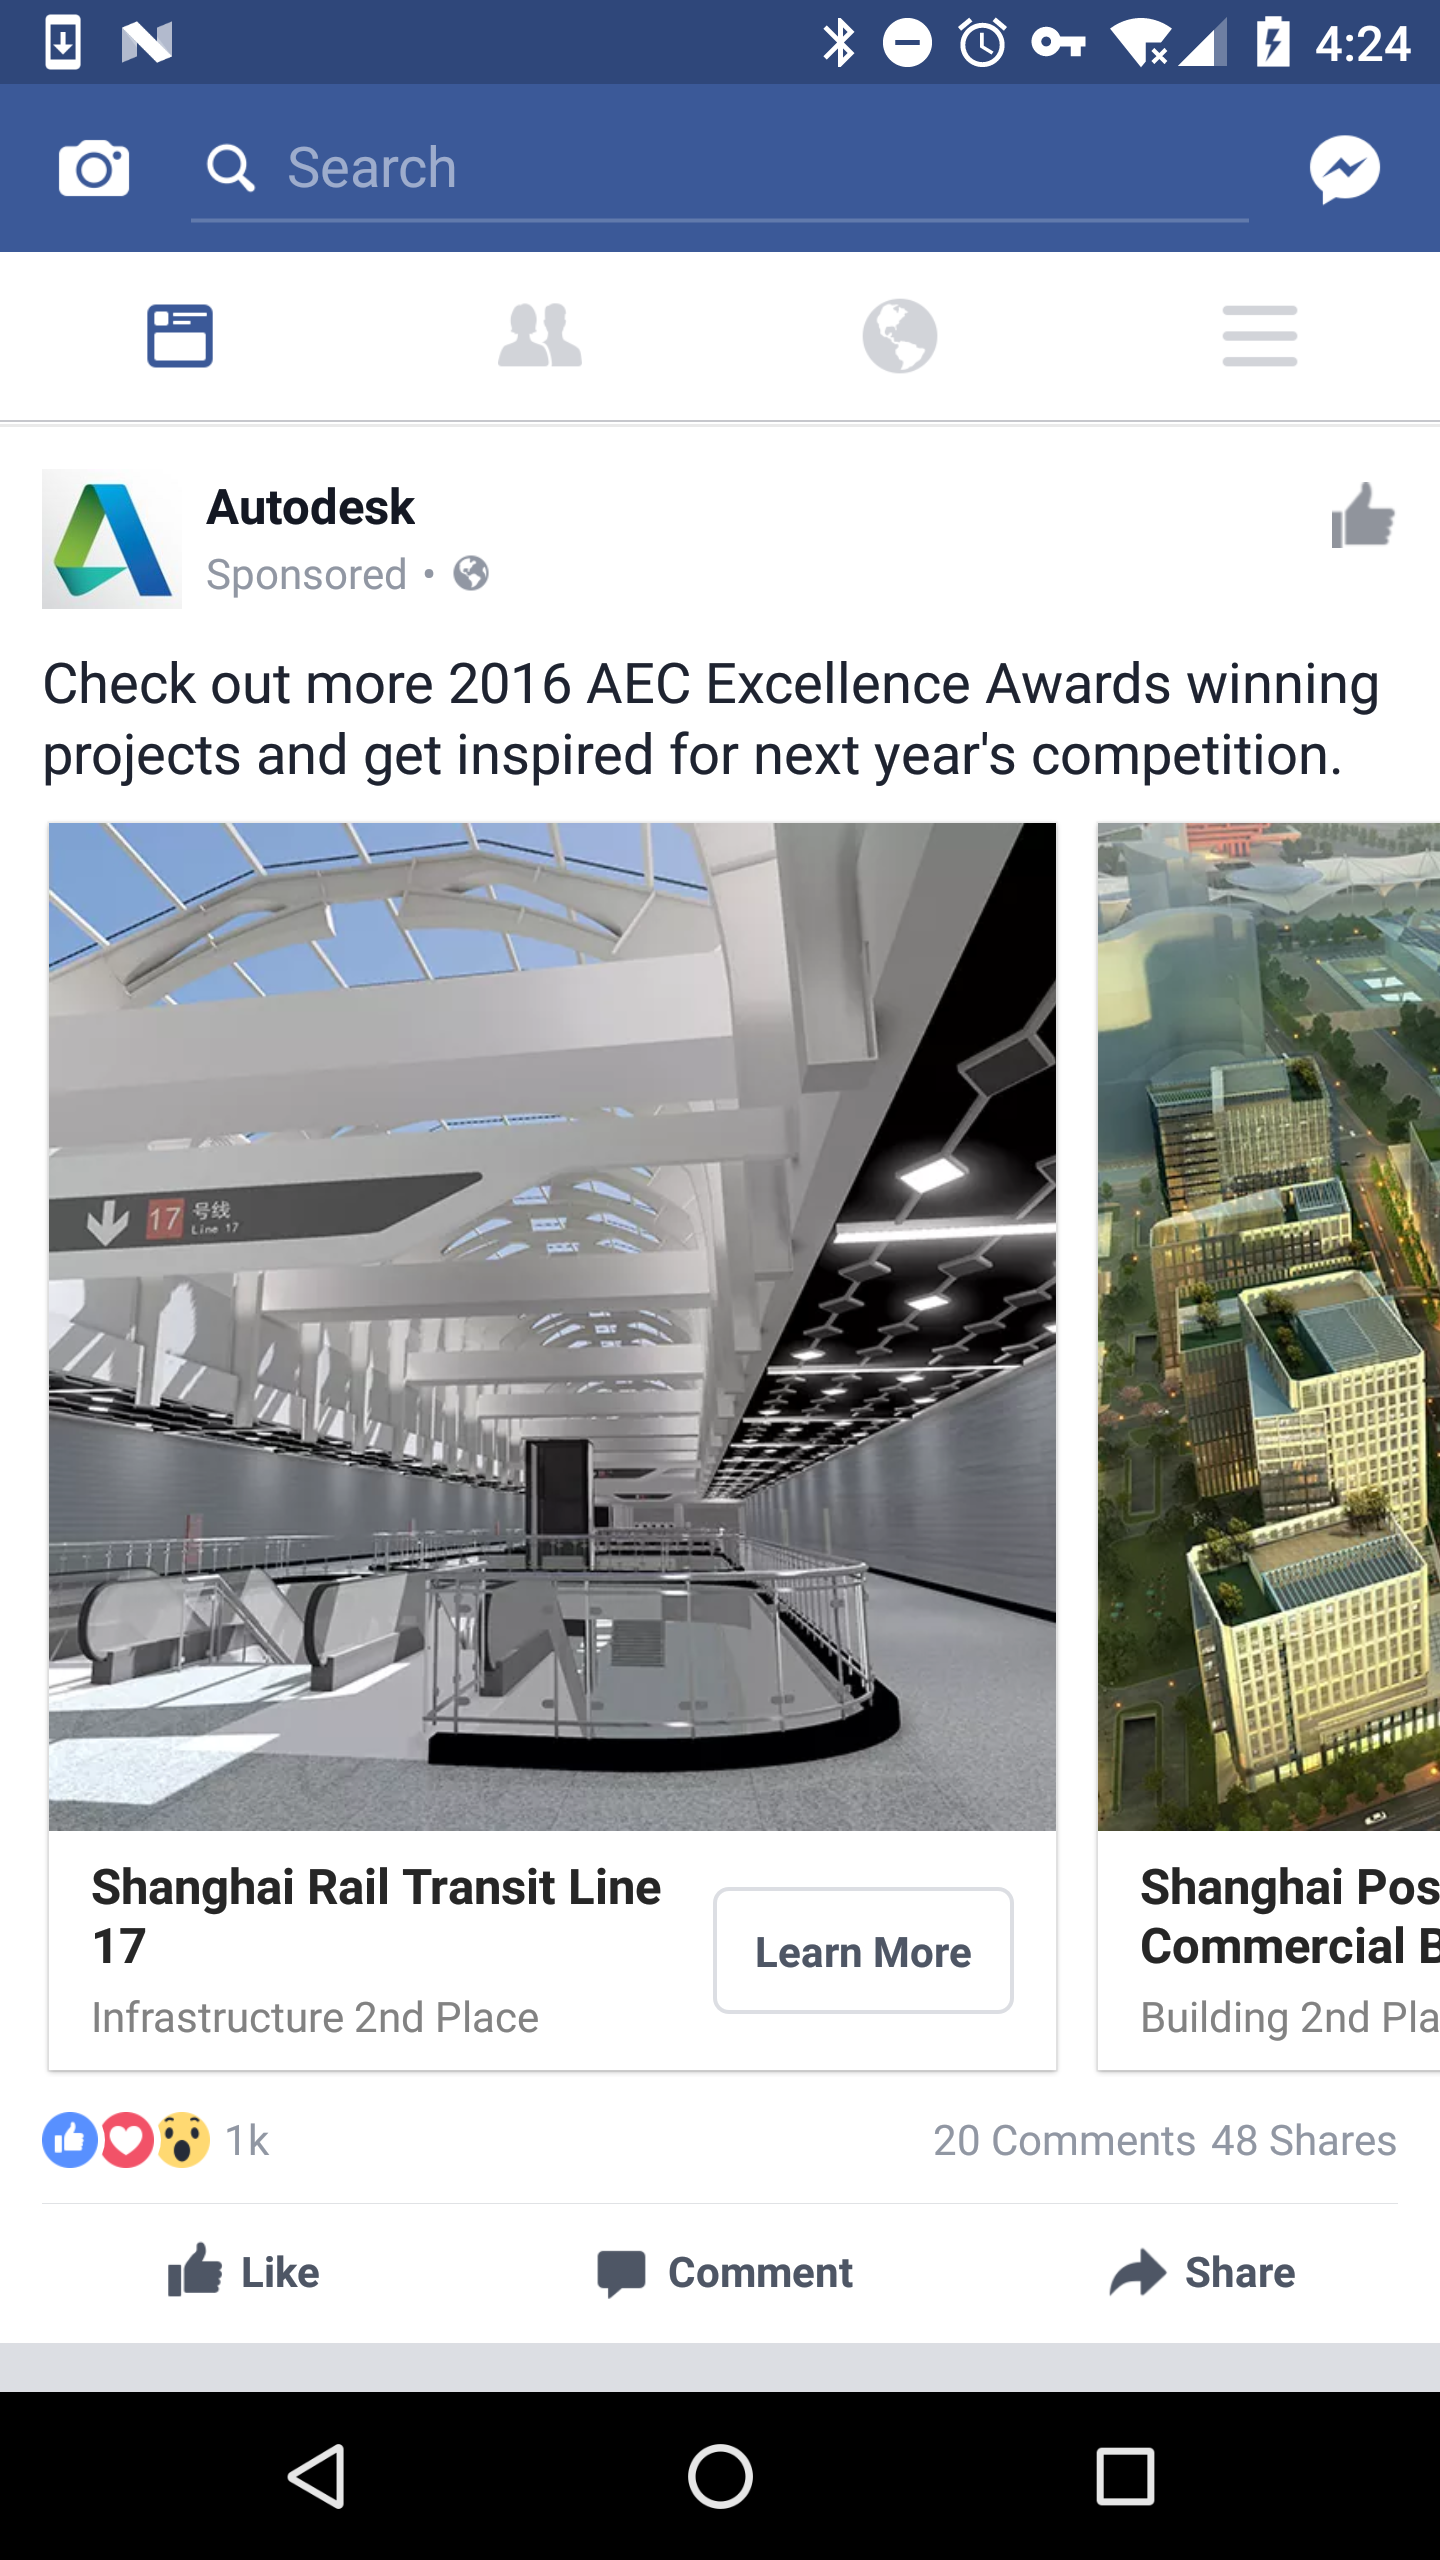 4:24
Search
Autodesk
Sponsored •
Check out more 2016 AEC Excellence Awards winning
projects and get inspired for next year's competition.
17 号线
Line 17
Shanghai Rail Transit Line
17
Learn More
Infrastructure 2nd Place
Shanghai Pos
Commercial B
Building 2nd Pla
1k
20 Comments 48 Shares
Like
Comment
Share